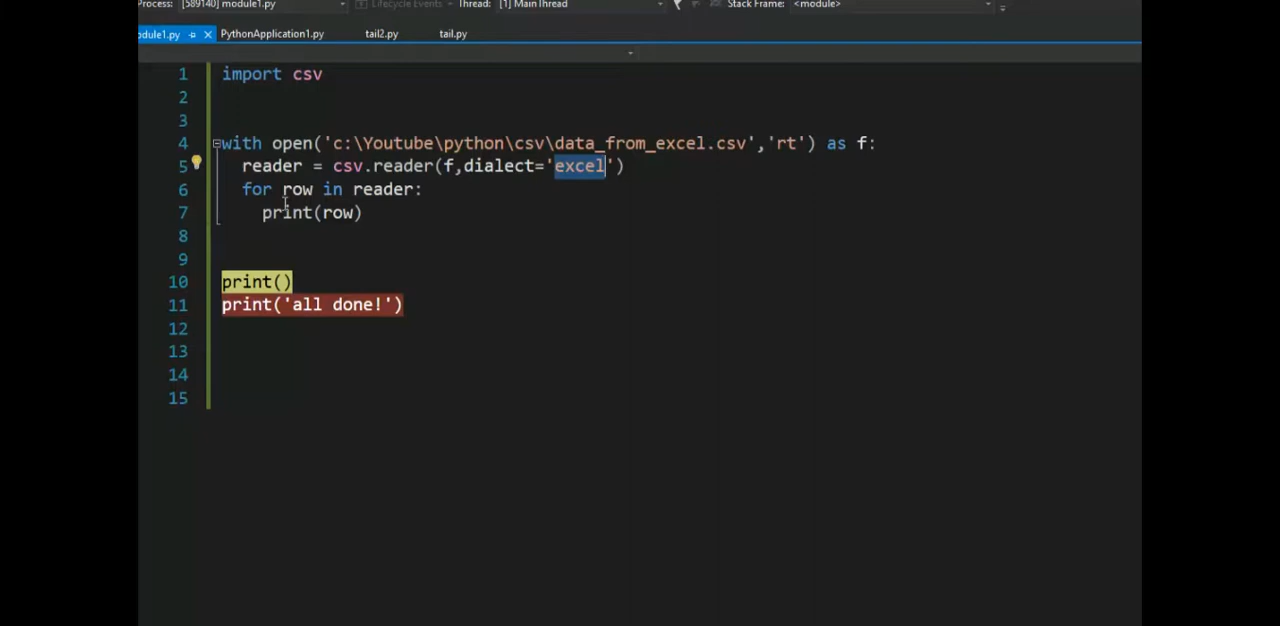 Process: [589140] module1.py Lifecycle Events Thread: [1] MainThread Stack Frame: <module>
odule1.py PythonApplication1.py tail2.py tail.py
1 import csv
2
3
4 with open('c:\Youtube\python\csv\data_from_excel.csv','rt') as f:
5 reader = csv.reader(f,dialect='excel')
6 for row in reader:
7 print(row)
8
9
10 print()
11 print('all done!')
12
13
14
15